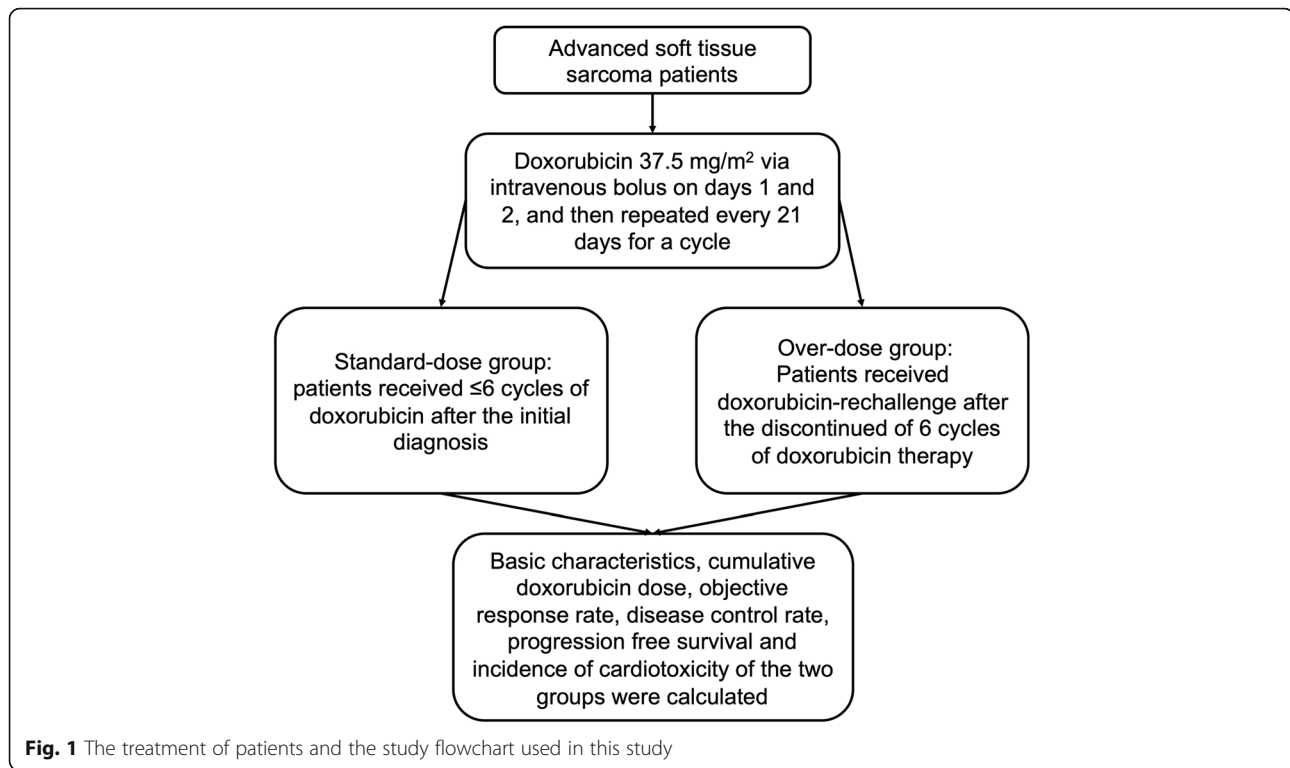 Advanced soft tissue
sarcoma patients
Doxorubicin 37.5 mg/m² via
intravenous bolus on days 1 and
2, and then repeated every 21
days for a cycle
Standard-dose group:
patients received ≤6 cycles of
doxorubicin after the initial
diagnosis
Over-dose group:
Patients received
doxorubicin-rechallenge after
the discontinued of 6 cycles
of doxorubicin therapy
Basic characteristics, cumulative
doxorubicin dose, objective
response rate, disease control rate,
progression free survival and
incidence of cardiotoxicity of the two
groups were calculated
Fig. 1 The treatment of patients and the study flowchart used in this study